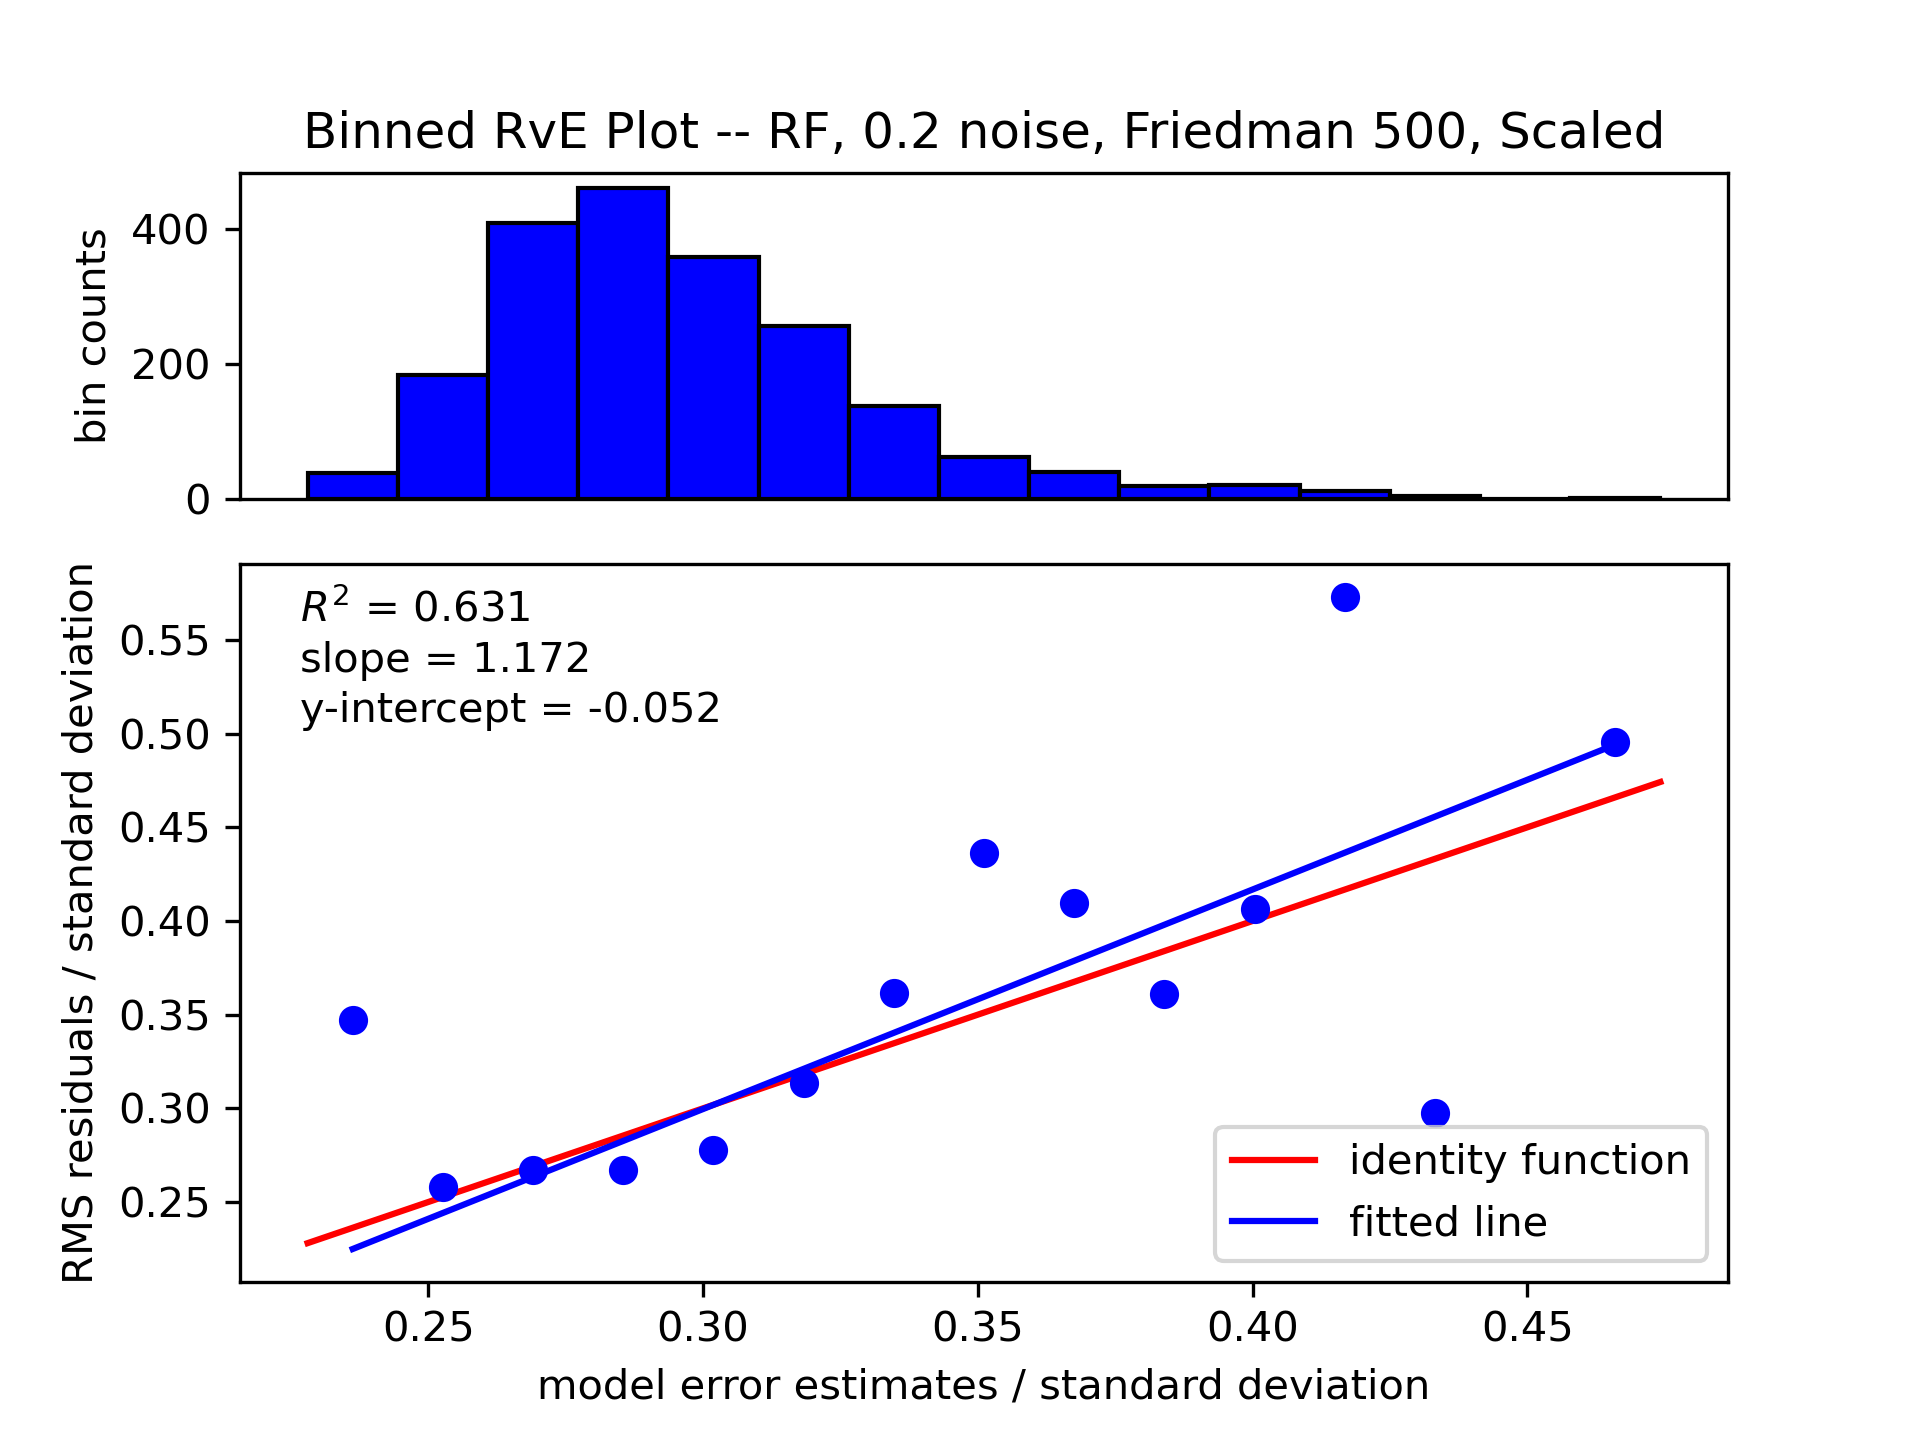 Binned RvE Plot -- RF, 0.2 noise, Friedman 500, Scaled
bin counts
400
200
0
RMS residuals / standard deviation
0.55
0.50
0.45
0.40
0.35
0.30
0.25
R² = 0.631
slope = 1.172
y-intercept = -0.052
identity function
fitted line
0.25 0.30 0.35 0.40 0.45
model error estimates / standard deviation